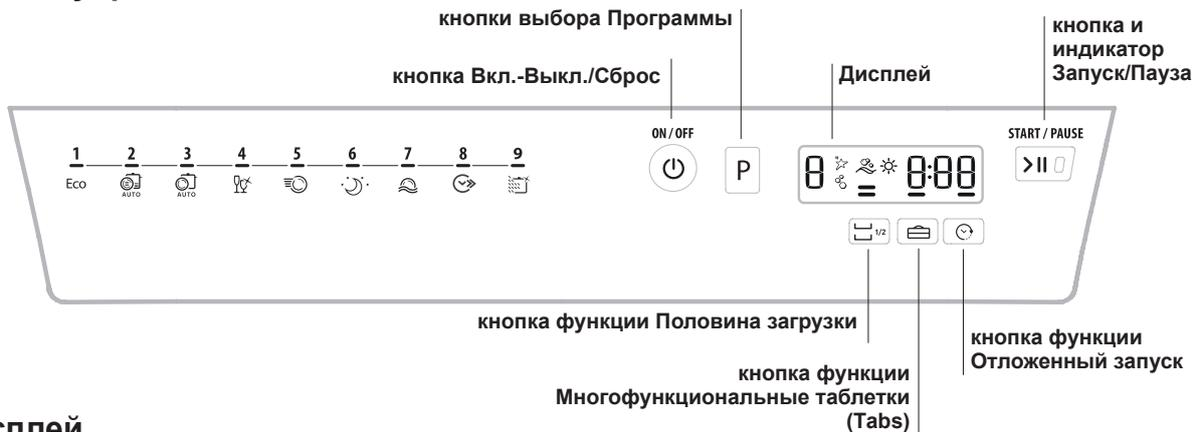 кнопки выбора Программы
кнопка и
индикатор
Запуск/Пауза
кнопка Вкл.-Выкл./Сброс
Дисплей
ON/OFF
START / PAUSE
1 2 3 4 5 6 7 8 9
Eco
AUTO
AUTO
P
8
8:88
1/2
кнопка функции Половина загрузки
кнопка функции
Отложенный запуск
кнопка функции
Многофункциональные таблетки
(Tabs)